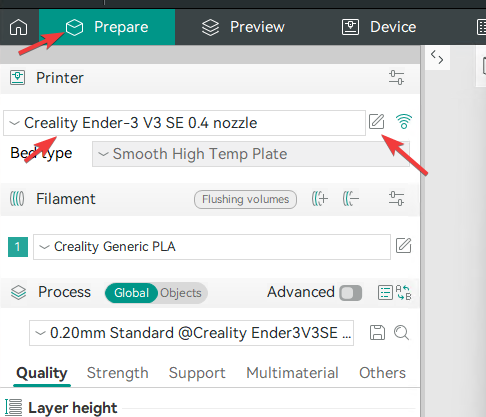 Prepare Preview Device
Printer
Creality Ender-3 V3 SE 0.4 nozzle
Bed type Smooth High Temp Plate
Filament Flushing volumes
1 Creality Generic PLA
Process Global Objects Advanced
0.20mm Standard @Creality Ender3V3SE ...
Quality Strength Support Multimaterial Others
Layer height